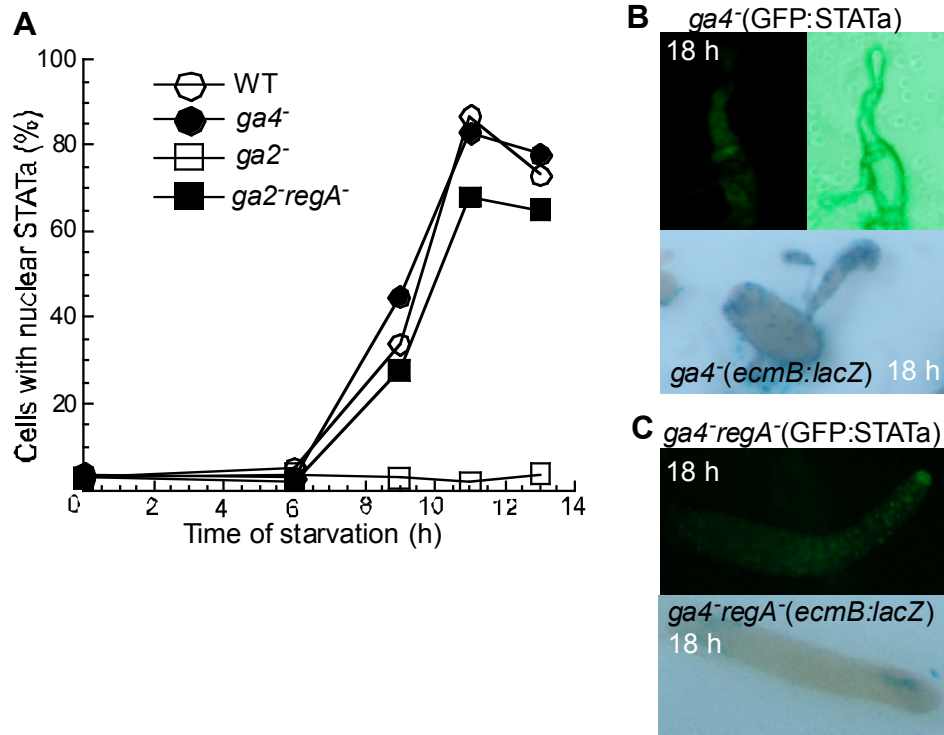 A
Cells with nuclear STATa (%)
100
80
60
40
20
WT
ga4-
ga2-
ga2-regA-
0 2 4 6 8 10 12 14
Time of starvation (h)
B
ga4-(GFP:STATa)
18 h
ga4-(ecmB:lacZ) 18 h
C
ga4-regA-(GFP:STATa)
18 h
ga4-regA-(ecmB:lacZ)
18 h